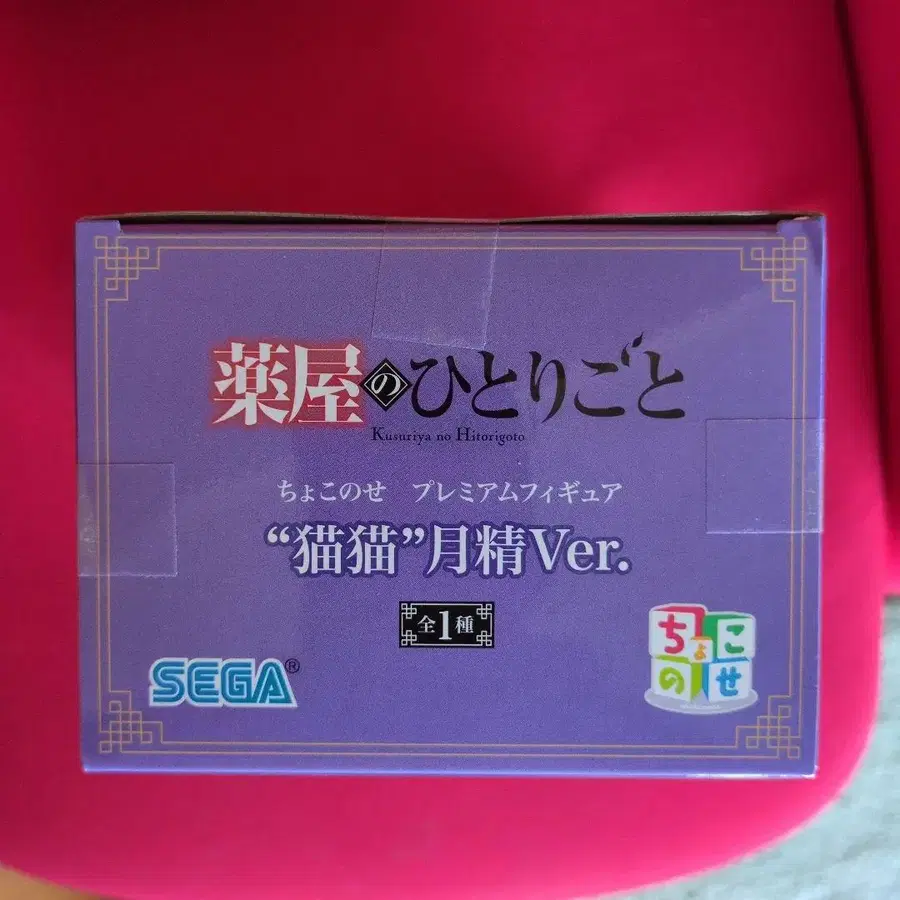 薬屋のひとりごと
Kusuriya no Hitorigoto
ちょこのせ プレミアムフィギュア
“猫猫”月精Ver.
全1種
SEGA®
ちょこのせ